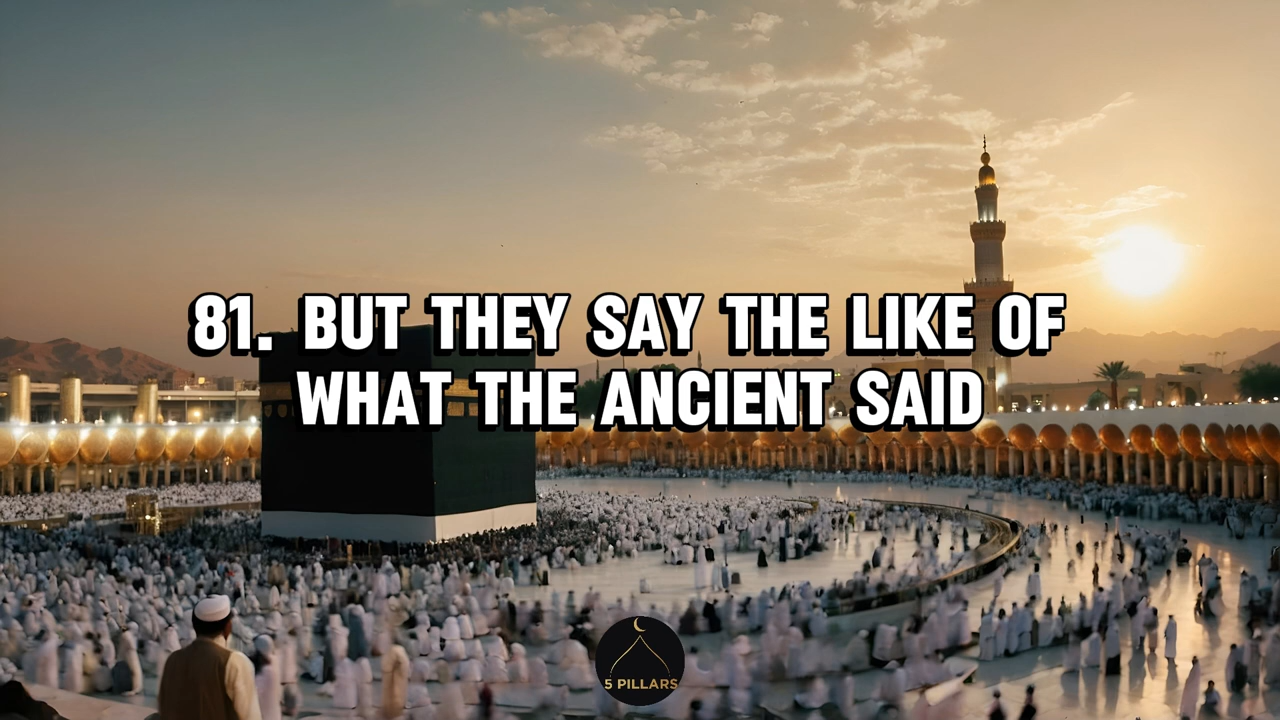 81. BUT THEY SAY THE LIKE OF
WHAT THE ANCIENT SAID
5 PILLARS